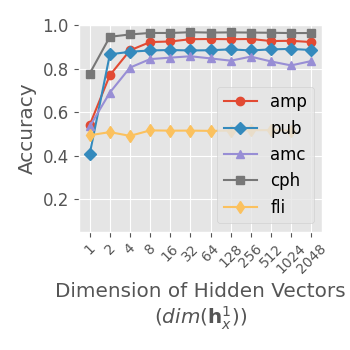 1.0
0.8
0.6
0.4
0.2
Accuracy
amp
pub
amc
cph
fli
1 2 4 8 16 32 64 128 256 512 1024 2048
Dimension of Hidden Vectors
(dim(𝐡ₓ¹))